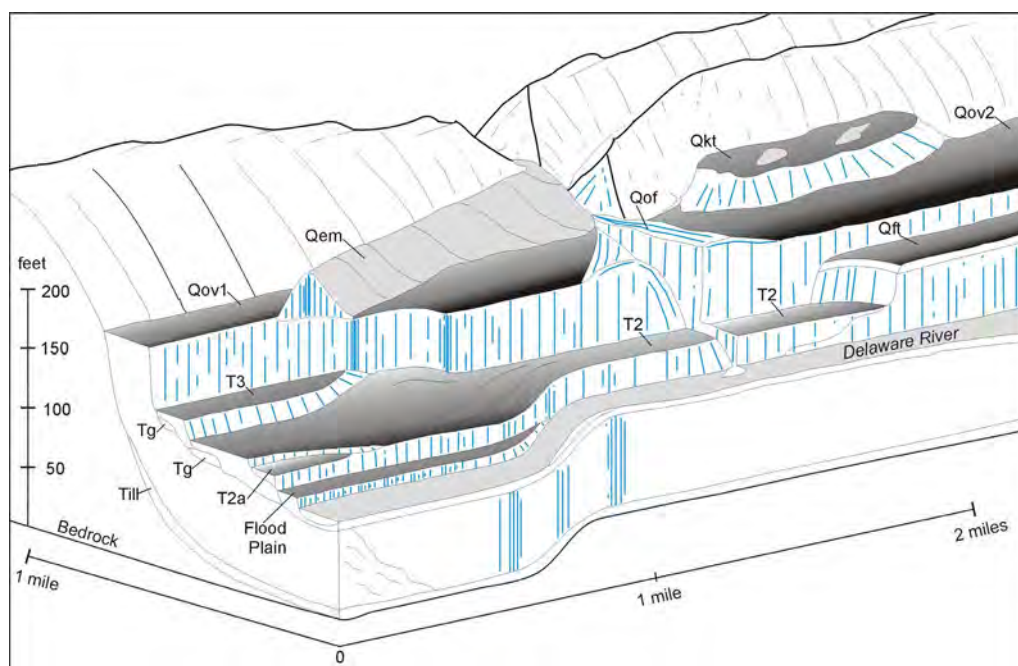 Qov2
Qkt
Qof
Qem
Qft
feet
Qov1
200
T2
T2
150
Delaware River
T3
100
Tg
50
Tg
Till
T2a
Flood
Plain
Bedrock
2 miles
1 mile
1 mile
0